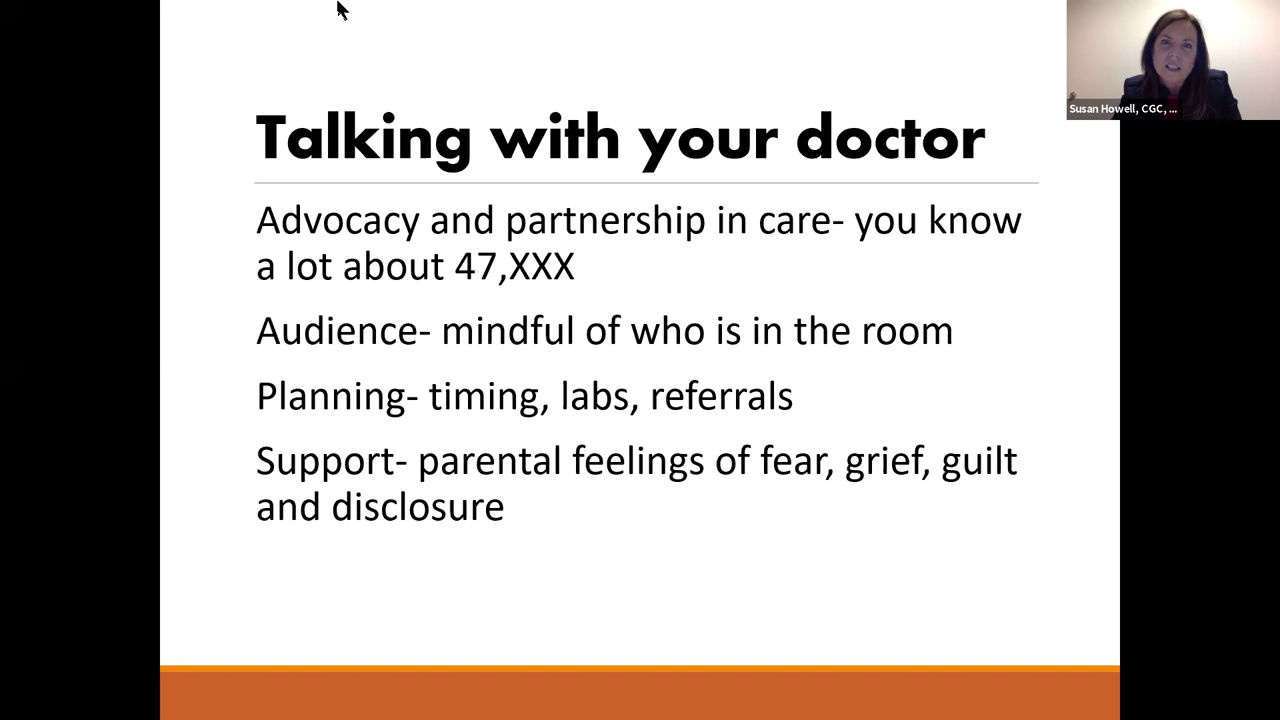 Susan Howell, CGC, ...
Talking with your doctor
Advocacy and partnership in care- you know
a lot about 47,XXX
Audience- mindful of who is in the room
Planning- timing, labs, referrals
Support- parental feelings of fear, grief, guilt
and disclosure